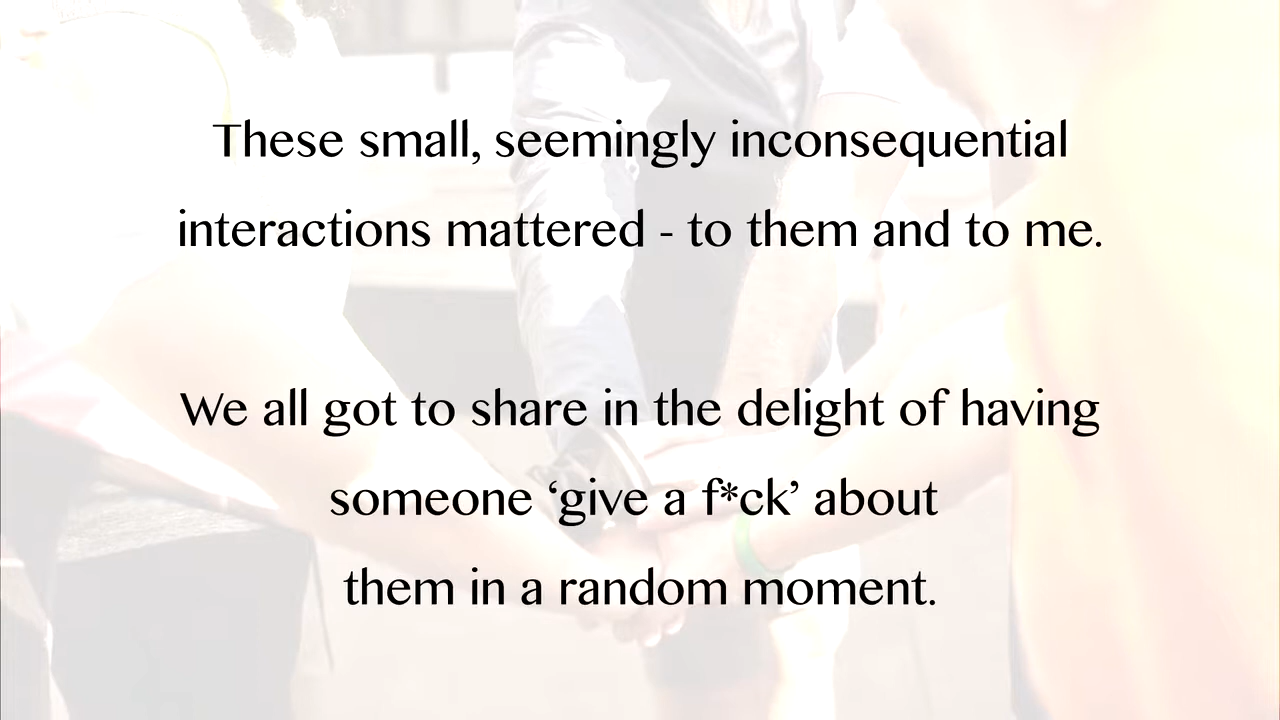 These small, seemingly inconsequential
interactions mattered - to them and to me.
We all got to share in the delight of having
someone ‘give a f*ck’ about
them in a random moment.